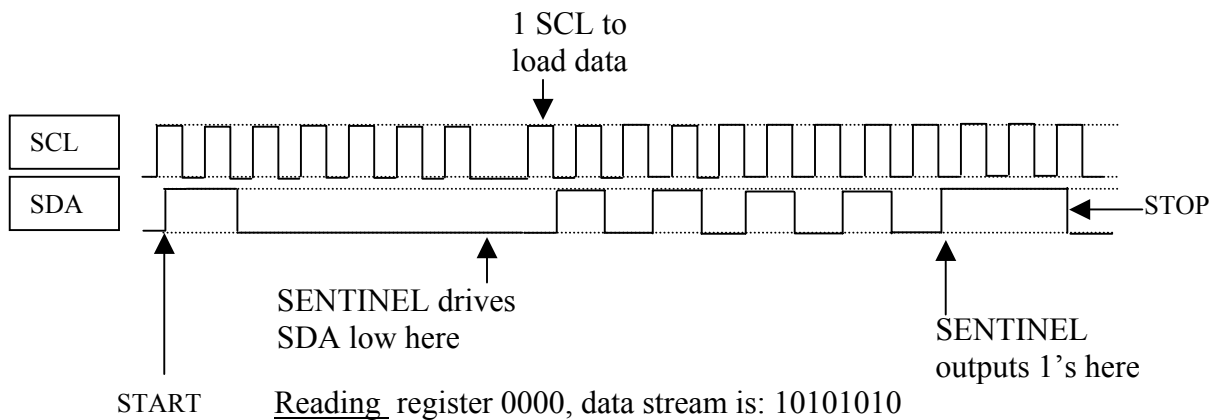 1 SCL to
load data
SCL
SDA
STOP
SENTINEL drives
SDA low here
SENTINEL
outputs 1’s here
START
Reading register 0000, data stream is: 10101010